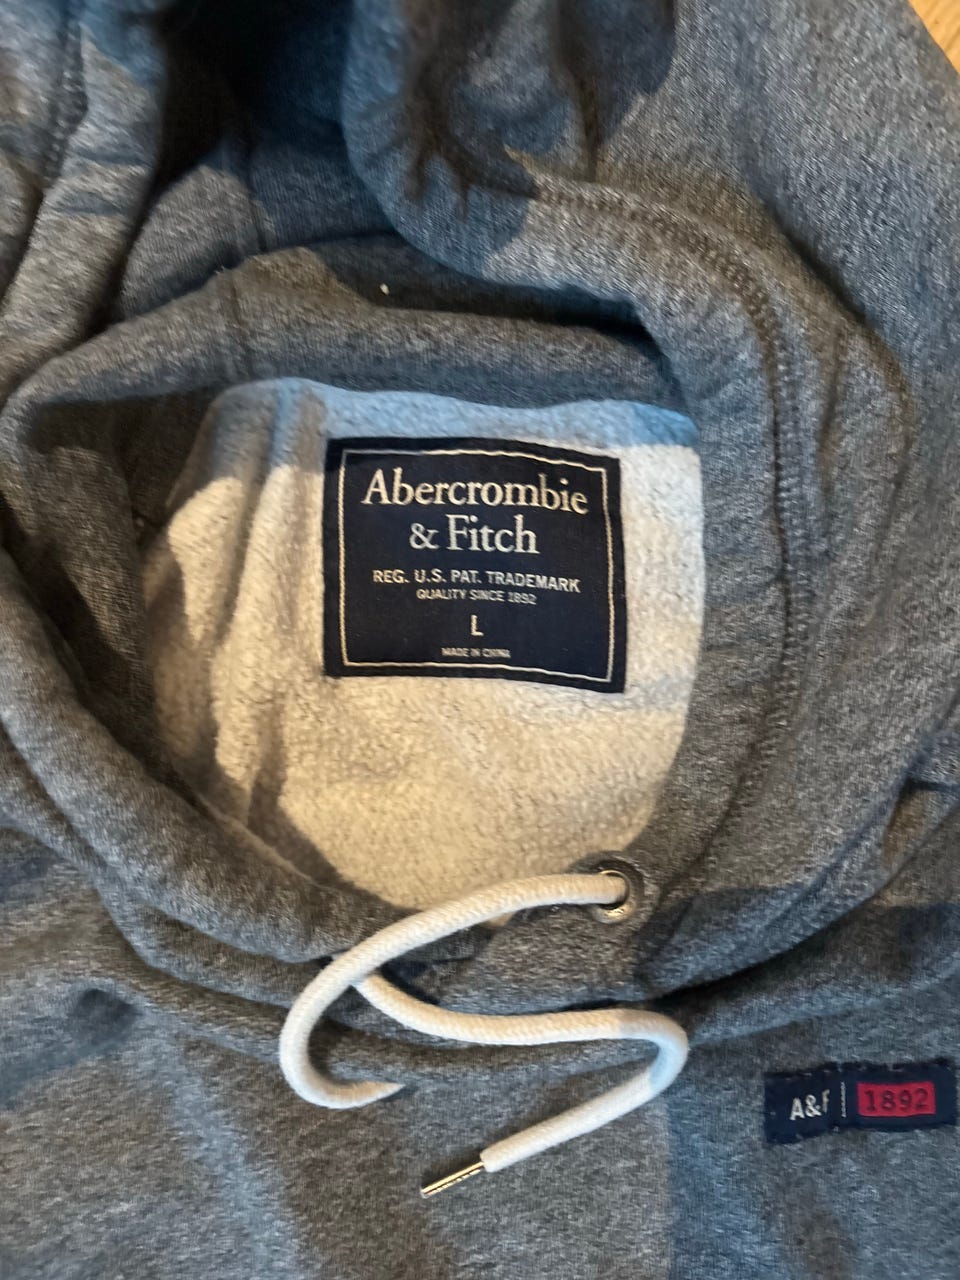 Abercrombie
& Fitch
REG. U.S. PAT. TRADEMARK
QUALITY SINCE 1892
L
MADE IN CHINA
A&F 1892